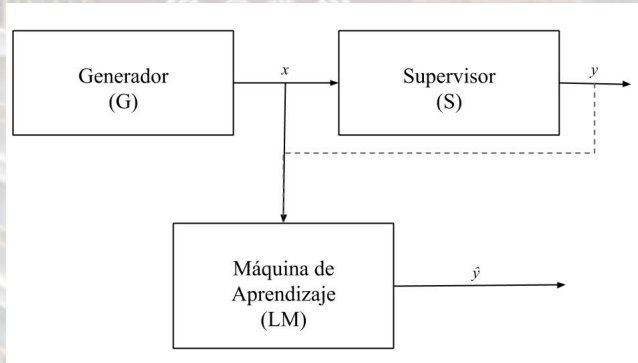 Generador
(G)
x
Supervisor
(S)
y
Máquina de
Aprendizaje
(LM)
ŷ